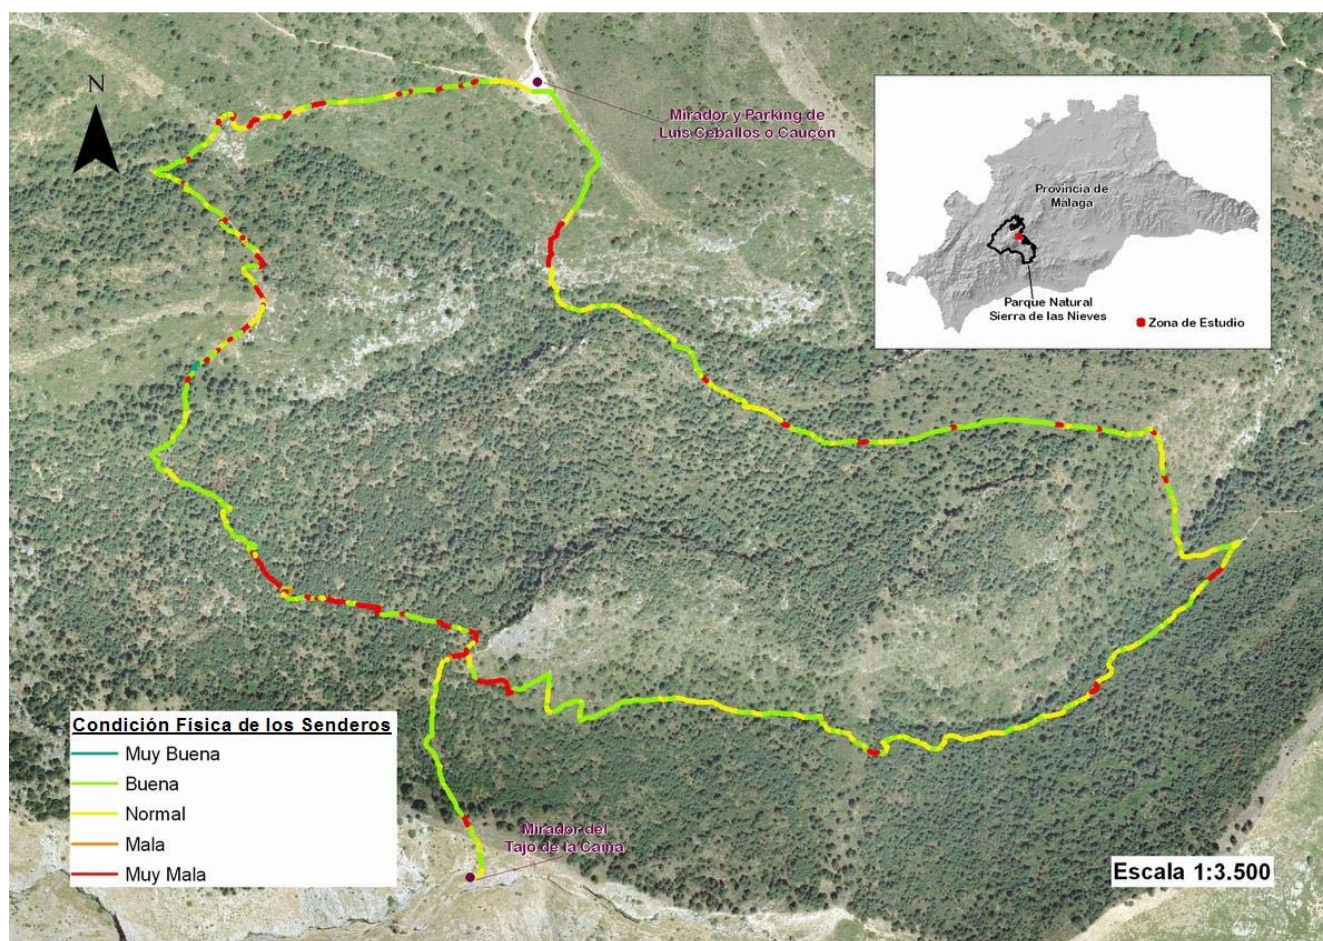 N
Mirador y Parking de
Luis Ceballos o Caucón
Provincia de
Málaga
Parque Natural
Sierra de las Nieves
Zona de Estudio
Condición Física de los Senderos
Muy Buena
Buena
Normal
Mala
Muy Mala
Mirador del
Tajo de la Caína
Escala 1:3.500